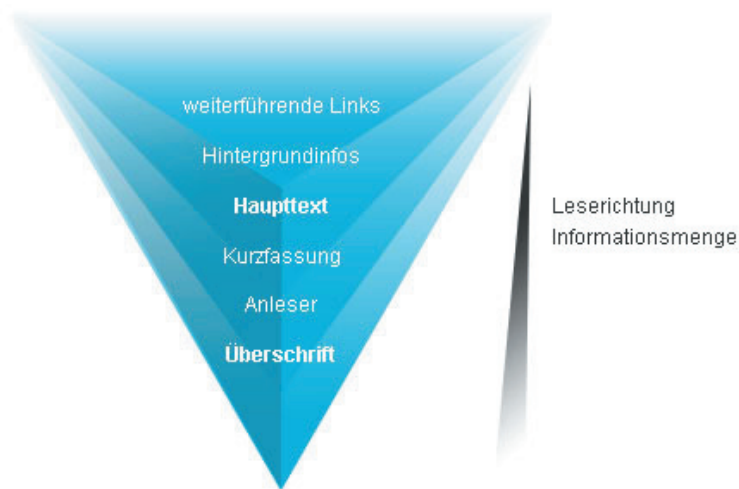 weiterführende Links
Hintergrundinfos
Haupttext
Kurzfassung
Anleser
Überschrift
Leserichtung
Informationsmenge